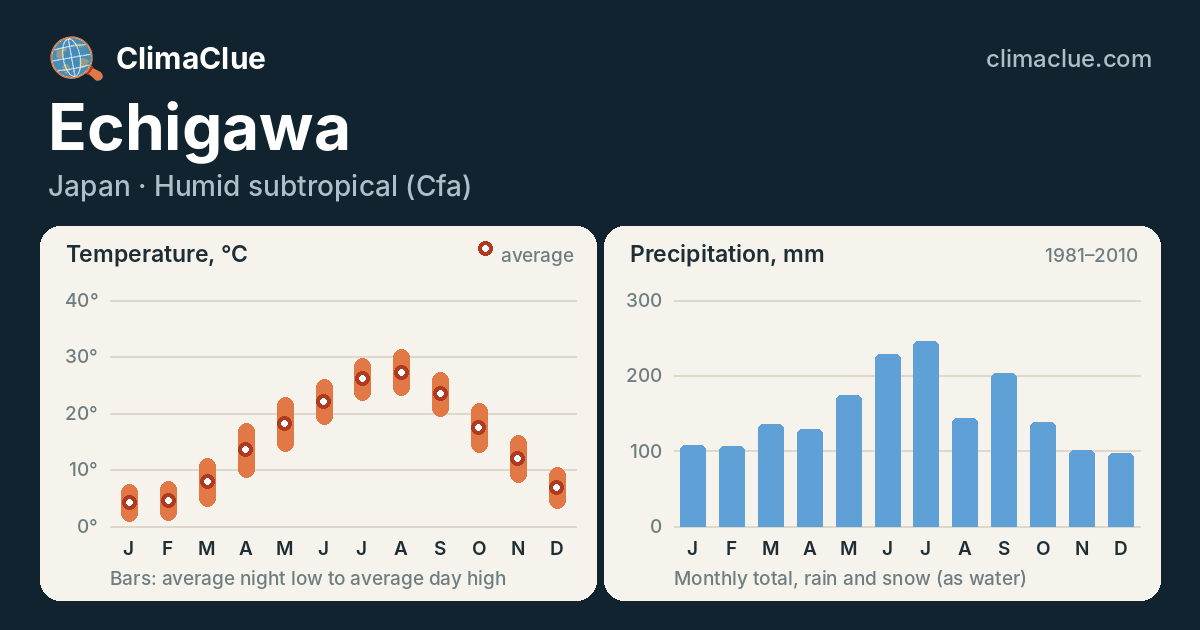 ClimaClue
climaclue.com
Echigawa
Japan · Humid subtropical (Cfa)
Temperature, °C
average
40°
30°
20°
10°
0°
J F M A M J J A S O N D
Bars: average night low to average day high
Precipitation, mm
1981–2010
300
200
100
0
J F M A M J J A S O N D
Monthly total, rain and snow (as water)